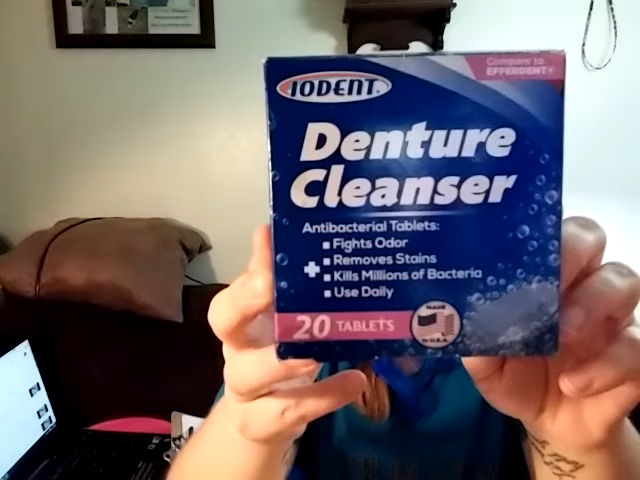 IODENT.
Compare to
EFFERDENT+
Denture
Cleanser
Antibacterial Tablets:
Fights Odor
Removes Stains
Kills Millions of Bacteria
Use Daily
20 TABLETS
MADE
in U.S.A.